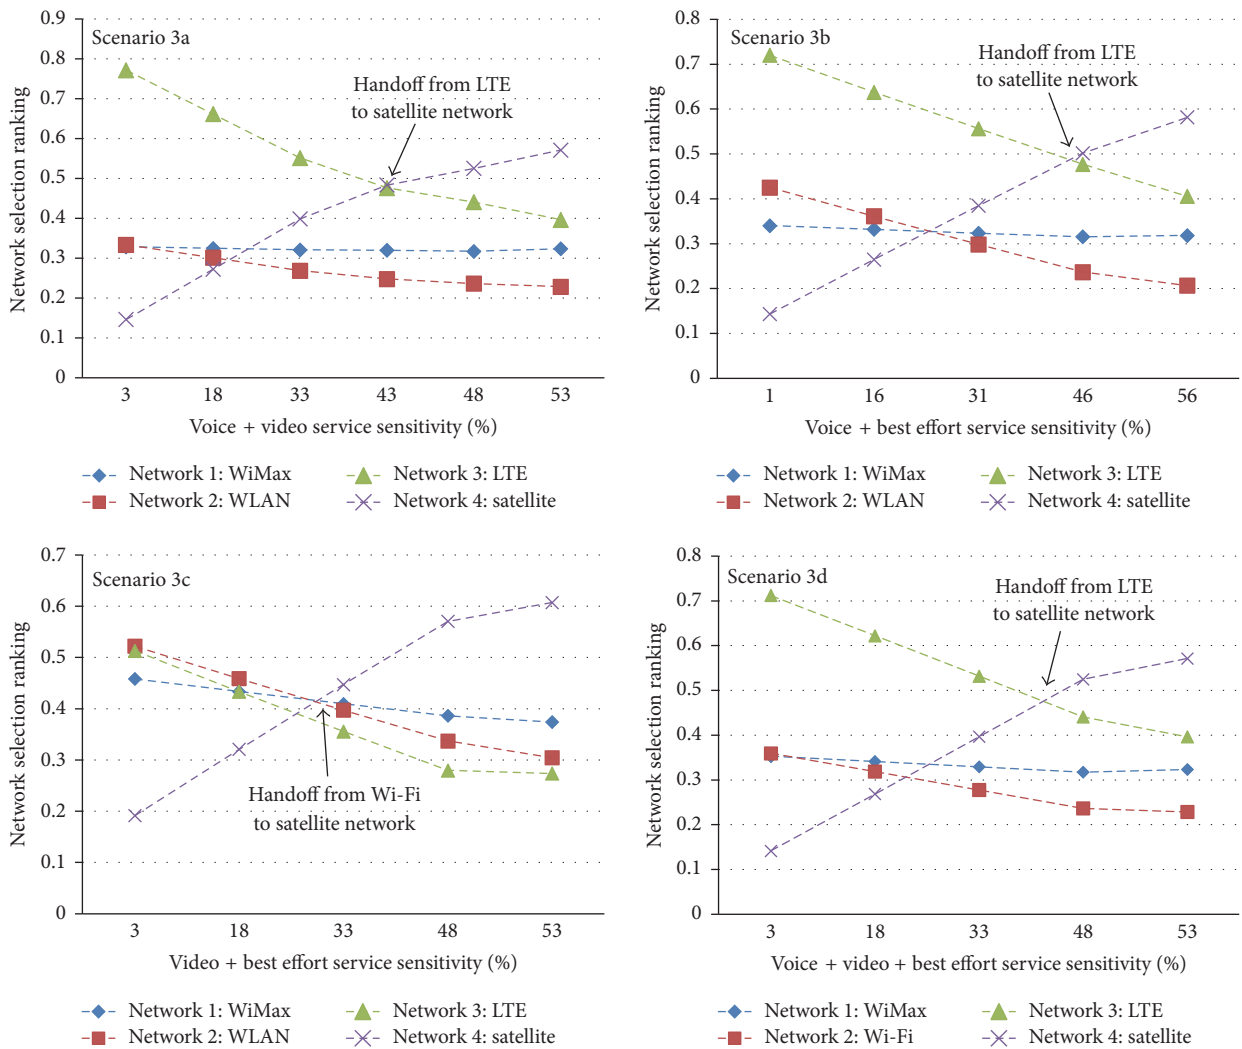 Scenario 3a
Network selection ranking
0.9
0.8
0.7
0.6
0.5
0.4
0.3
0.2
0.1
0
Handoff from LTE
to satellite network
3 18 33 43 48 53
Voice + video service sensitivity (%)
Network 1: WiMax
Network 2: WLAN
Network 3: LTE
Network 4: satellite
Scenario 3b
Network selection ranking
0.8
0.7
0.6
0.5
0.4
0.3
0.2
0.1
0
Handoff from LTE
to satellite network
1 16 31 46 56
Voice + best effort service sensitivity (%)
Network 1: WiMax
Network 2: WLAN
Network 3: LTE
Network 4: satellite
Scenario 3c
Network selection ranking
0.7
0.6
0.5
0.4
0.3
0.2
0.1
0
Handoff from Wi-Fi
to satellite network
3 18 33 48 53
Video + best effort service sensitivity (%)
Network 1: WiMax
Network 2: WLAN
Network 3: LTE
Network 4: satellite
Scenario 3d
Network selection ranking
0.8
0.7
0.6
0.5
0.4
0.3
0.2
0.1
0
Handoff from LTE
to satellite network
3 18 33 48 53
Voice + video + best effort service sensitivity (%)
Network 1: WiMax
Network 2: Wi-Fi
Network 3: LTE
Network 4: satellite